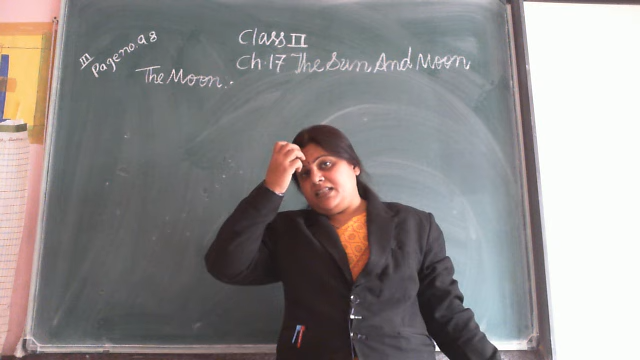 Class II
Ch.17 The Sun And Moon
III
Page no. 98
The Moon: